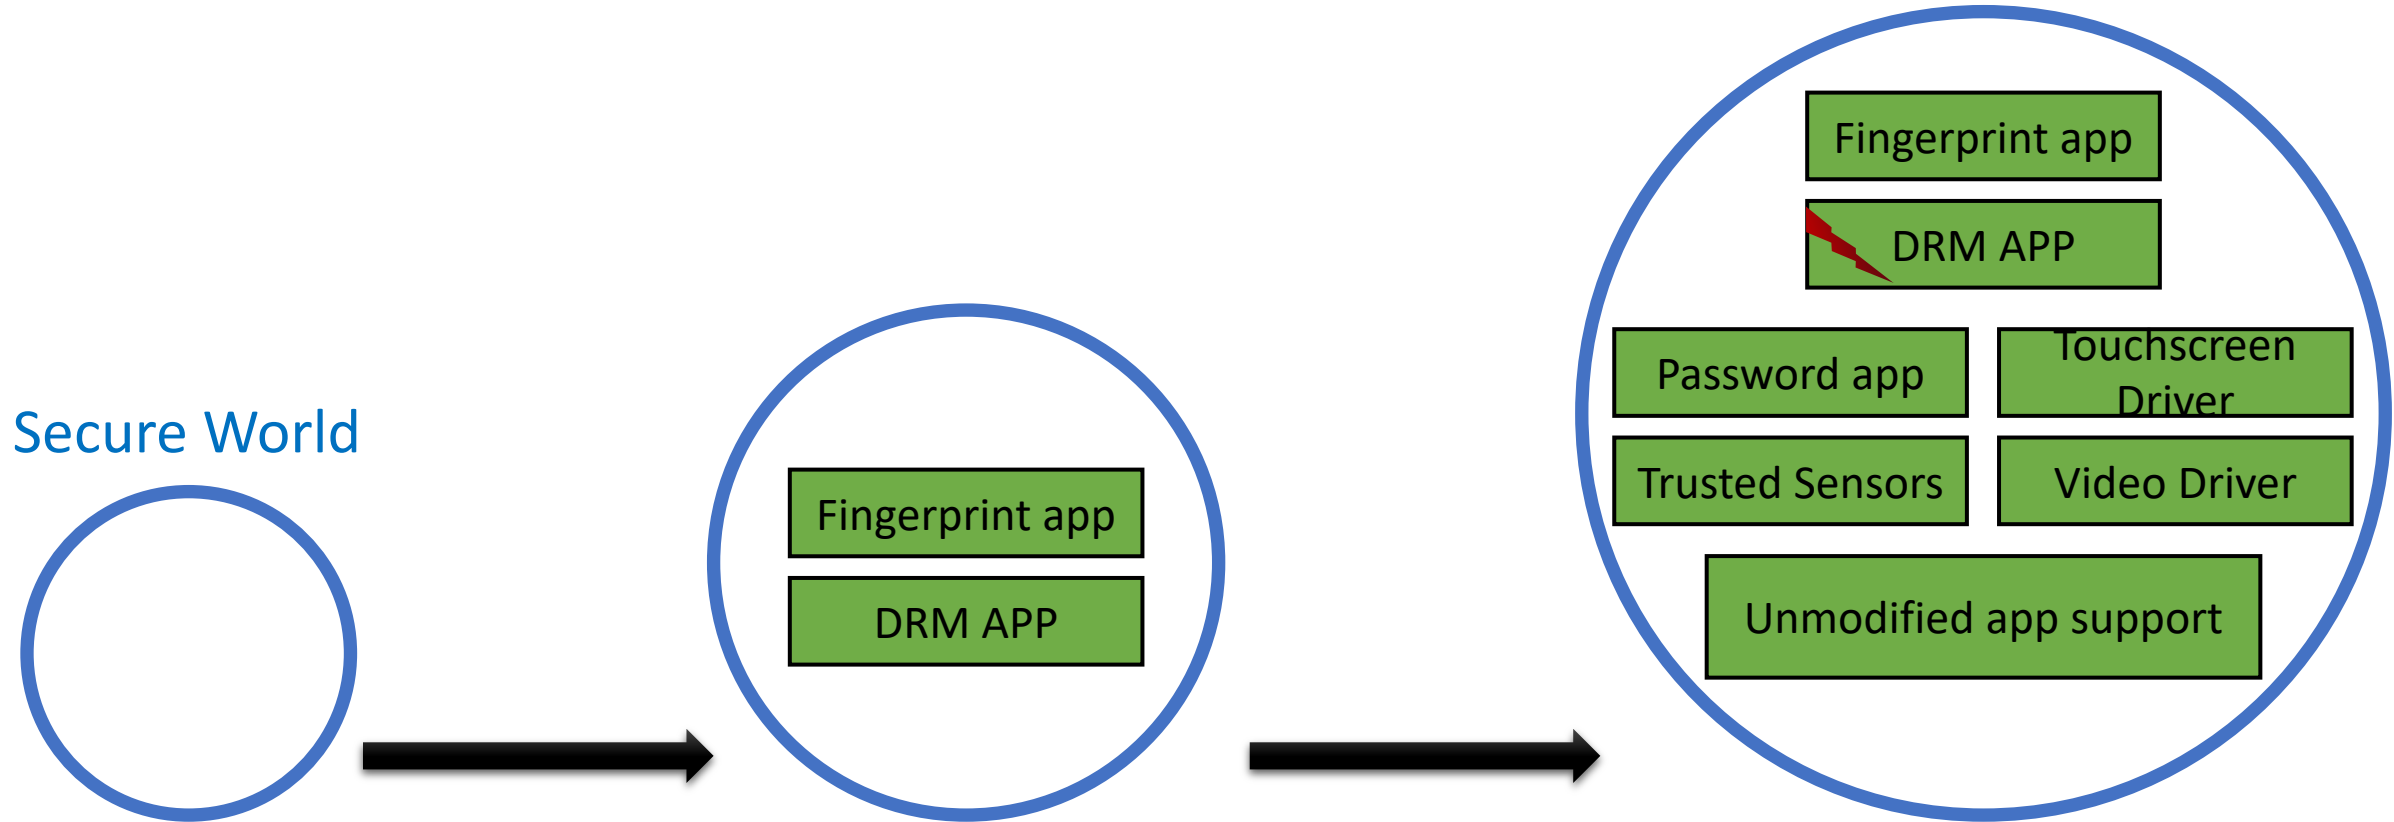 Secure World
Fingerprint app
DRM APP
Fingerprint app
DRM APP
Password app
Touchscreen
Driver
Trusted Sensors
Video Driver
Unmodified app support